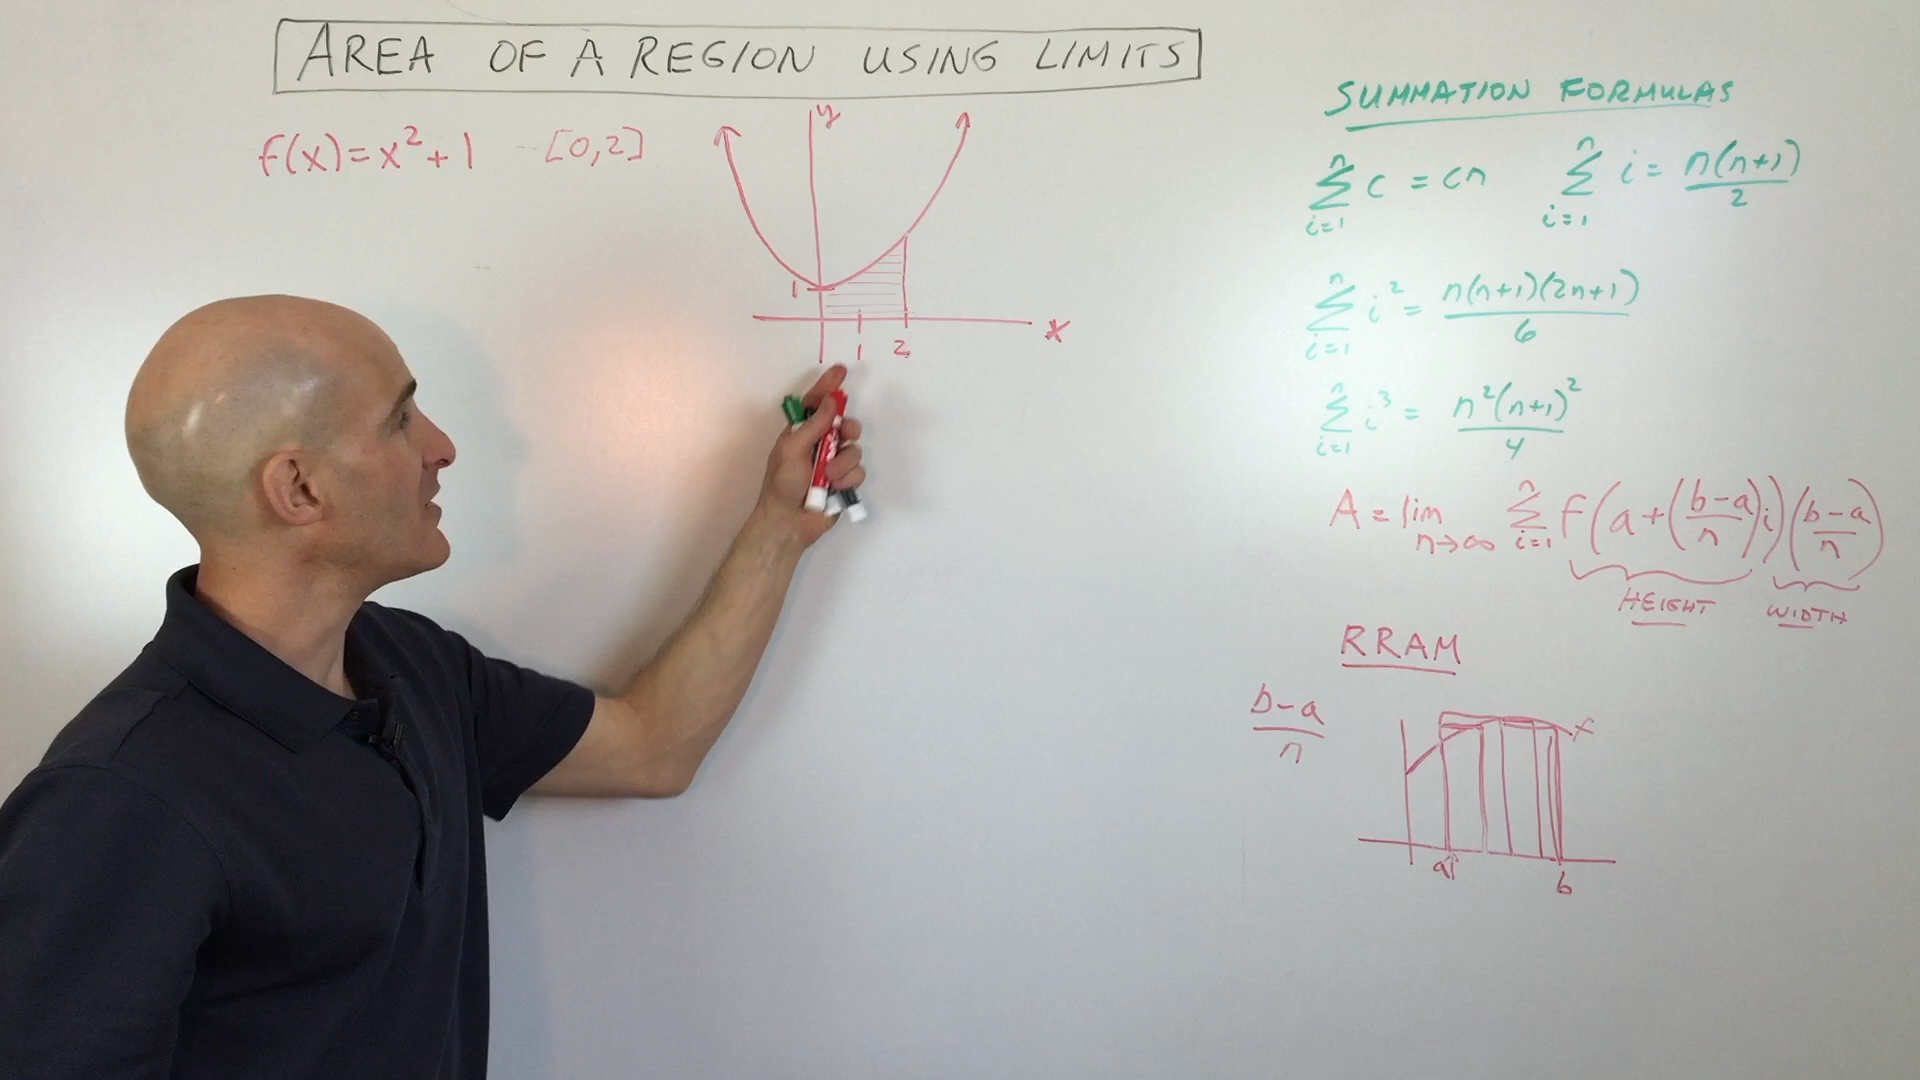 AREA OF A REGION USING LIMITS
f(x) = x² + 1 [0,2]
y
1
x
1 2
SUMMATION FORMULAS
∑_{i=1}^{n} c = cn ∑_{i=1}^{n} i = n(n+1)/2
∑_{i=1}^{n} i² = n(n+1)(2n+1)/6
∑_{i=1}^{n} i³ = n²(n+1)²/4
A = lim_{n→∞} ∑_{i=1}^{n} f(a+((b-a)/n)i)((b-a)/n)
HEIGHT WIDTH
RRAM
(b-a)/n
f
a b